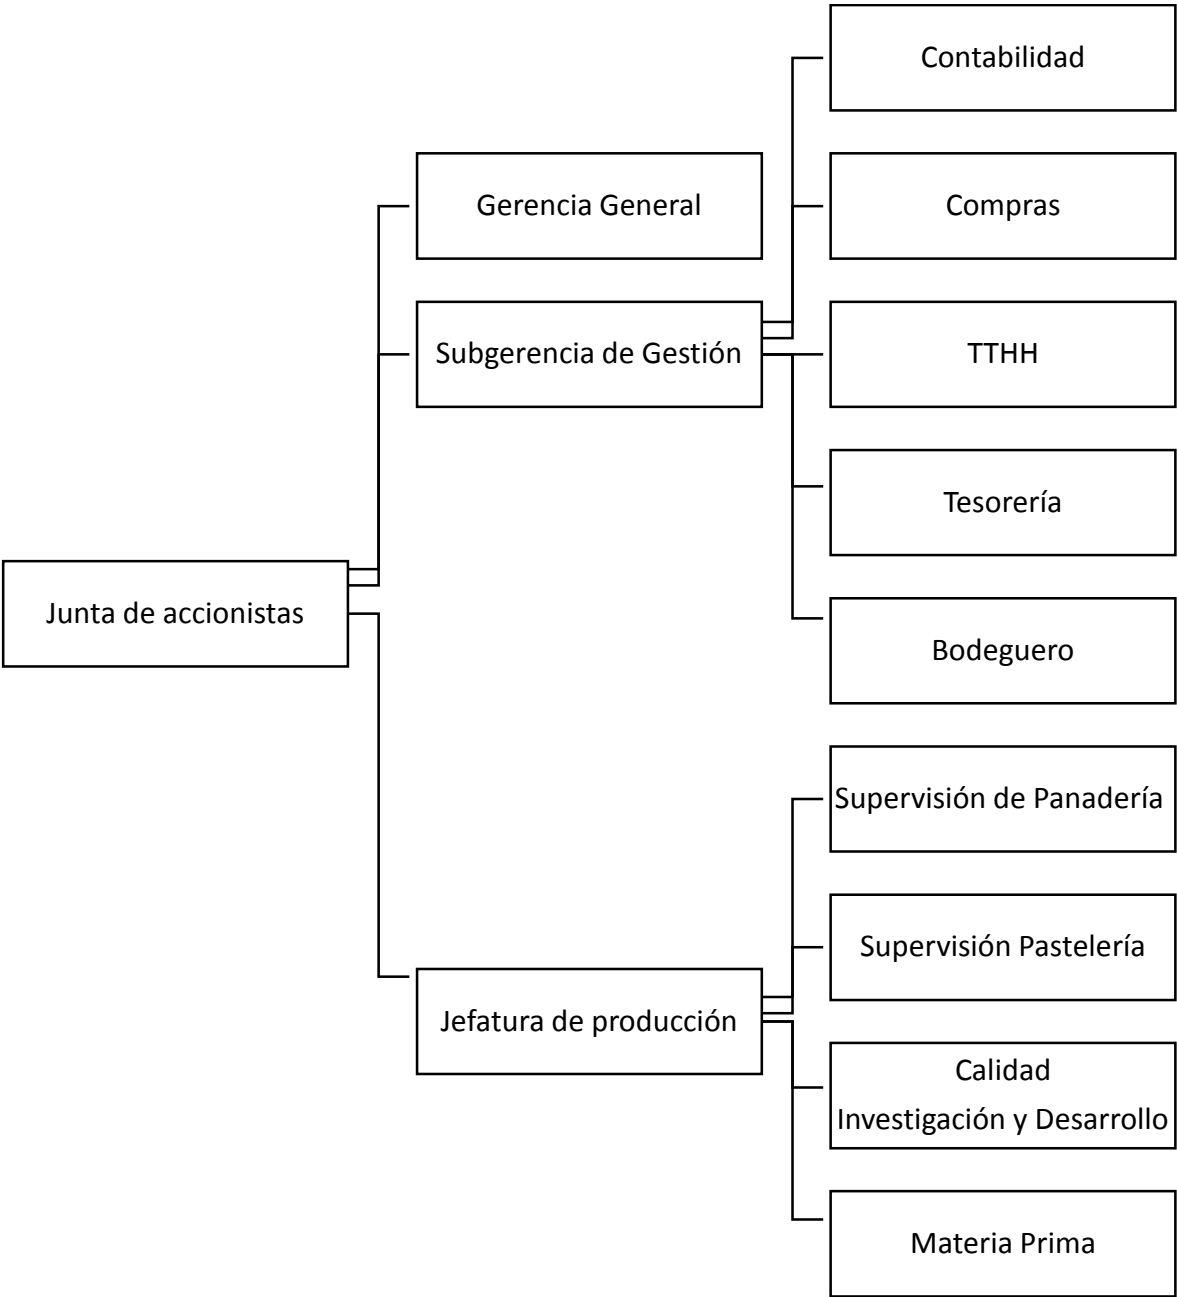 Junta de accionistas
Gerencia General
Subgerencia de Gestión
Contabilidad
Compras
TTHH
Tesorería
Bodeguero
Jefatura de producción
Supervisión de Panadería
Supervisión Pastelería
Calidad
Investigación y Desarrollo
Materia Prima